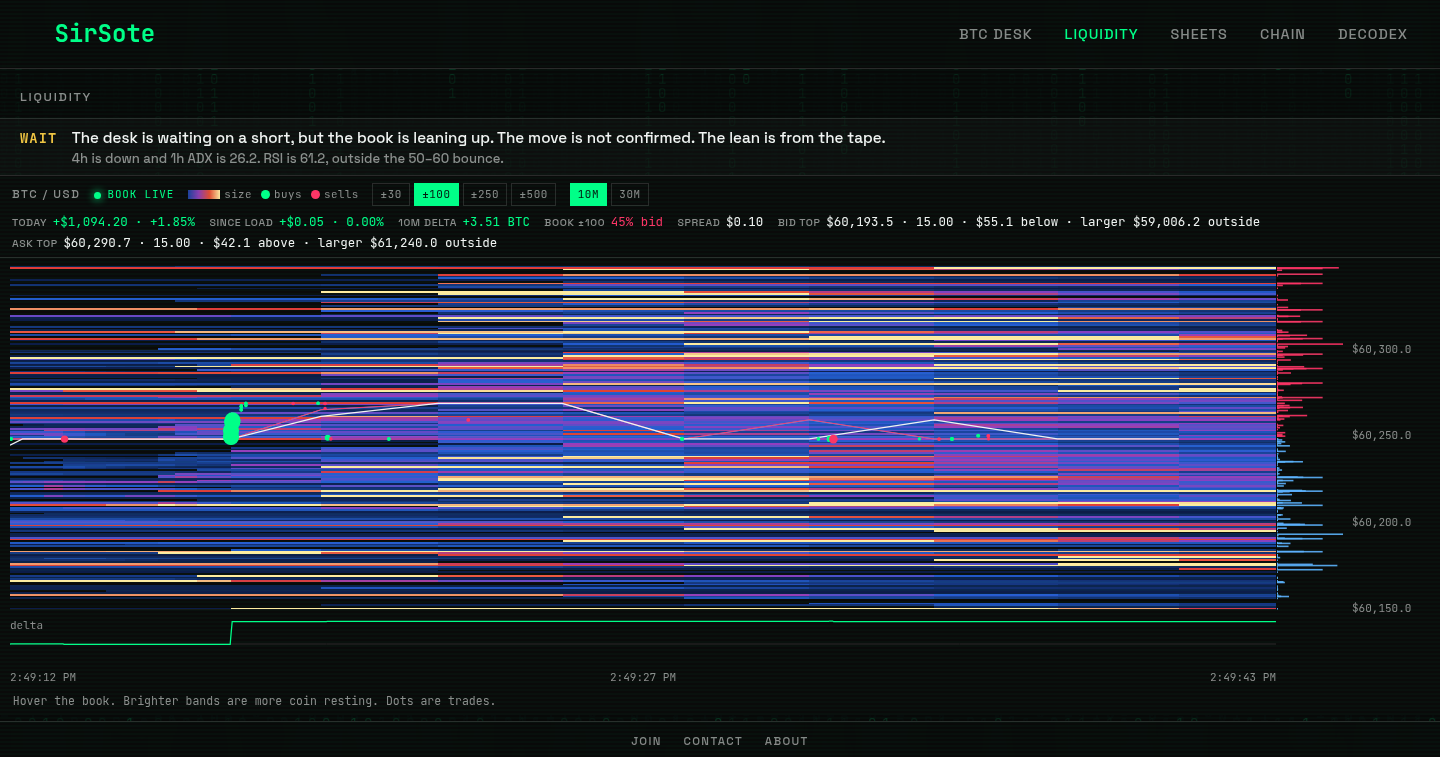 SirSote
BTC DESK LIQUIDITY SHEETS CHAIN DECODEX
LIQUIDITY
WAIT The desk is waiting on a short, but the book is leaning up. The move is not confirmed. The lean is from the tape.
4h is down and 1h ADX is 26.2. RSI is 61.2, outside the 50–60 bounce.
BTC / USD BOOK LIVE size buys sells ±30 ±100 ±250 ±500 10M 30M
TODAY +$1,094.20 · +1.85% SINCE LOAD +$0.05 · 0.00% 10M DELTA +3.51 BTC BOOK ±100 45% bid SPREAD $0.10 BID TOP $60,193.5 · 15.00 · $55.1 below · larger $59,006.2 outside
ASK TOP $60,290.7 · 15.00 · $42.1 above · larger $61,240.0 outside
$60,300.0
$60,250.0
$60,200.0
$60,150.0
delta
2:49:12 PM 2:49:27 PM 2:49:43 PM
Hover the book. Brighter bands are more coin resting. Dots are trades.
JOIN CONTACT ABOUT